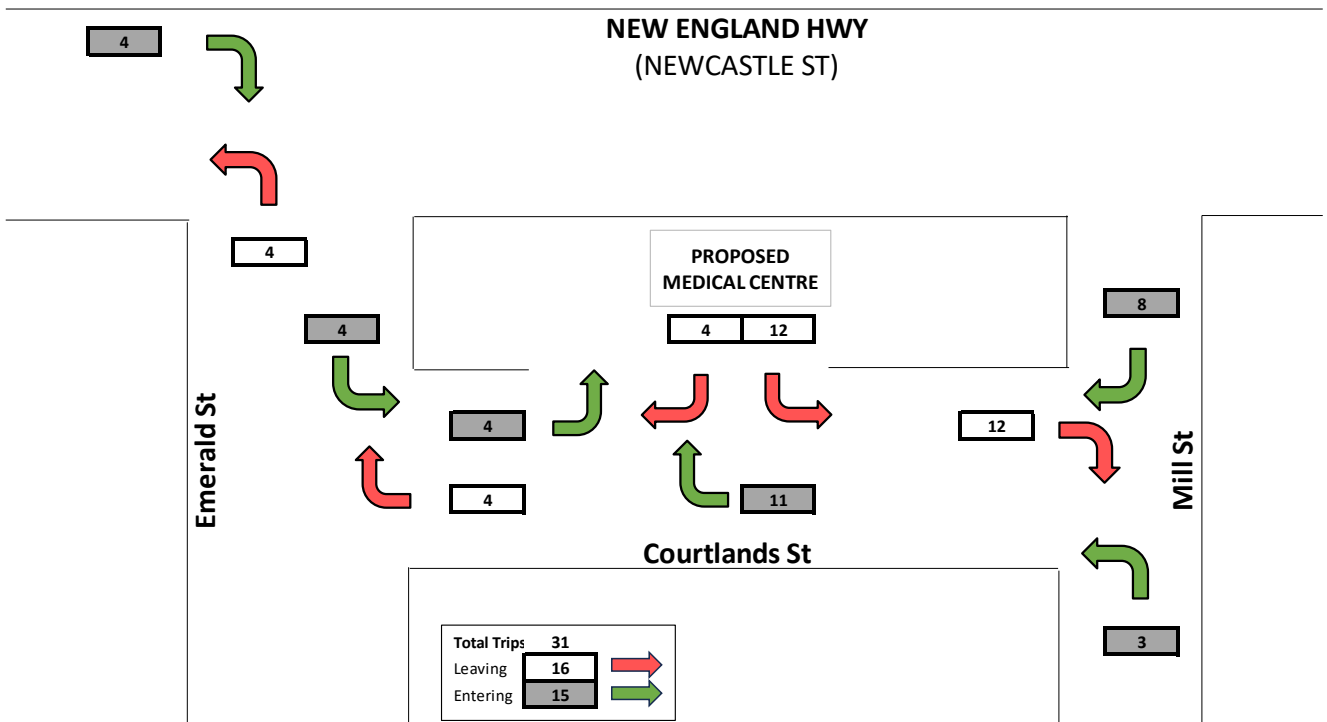 NEW ENGLAND HWY
(NEWCASTLE ST)
4
4
PROPOSED
MEDICAL CENTRE
8
4
4 12
4
12
Emerald St
Mill St
4
11
Courtlands St
3
Total Trips 31
Leaving 16
Entering 15